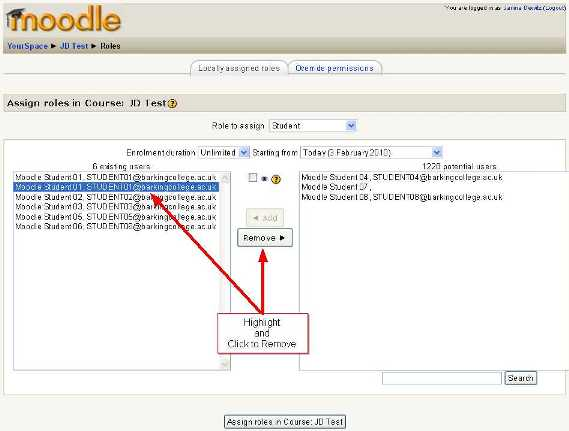 You are logged in as Janina Dewitz (Logout)
moodle
YourSpace ► JD Test ► Roles
Locally assigned roles
Override permissions
Assign roles in Course: JD Test
Role to assign Student
Enrolment duration Unlimited Starting from Today (3 February 2010)
6 existing users
1228 potential users
Moodle Student 01, STUDENT01@barkingcollege.ac.uk
Moodle Student 01, STUDENT01@barkingcollege.ac.uk
Moodle Student 02, STUDENT02@barkingcollege.ac.uk
Moodle Student 03, STUDENT03@barkingcollege.ac.uk
Moodle Student 05, STUDENT05@barkingcollege.ac.uk
Moodle Student 06, STUDENT06@barkingcollege.ac.uk
◄ Add
Remove ►
Moodle Student 04, STUDENT04@barkingcollege.ac.uk
Moodle Student 07 ,
Moodle Student 08, STUDENT08@barkingcollege.ac.uk
Highlight
and
Click to Remove
Search
Assign roles in Course: JD Test